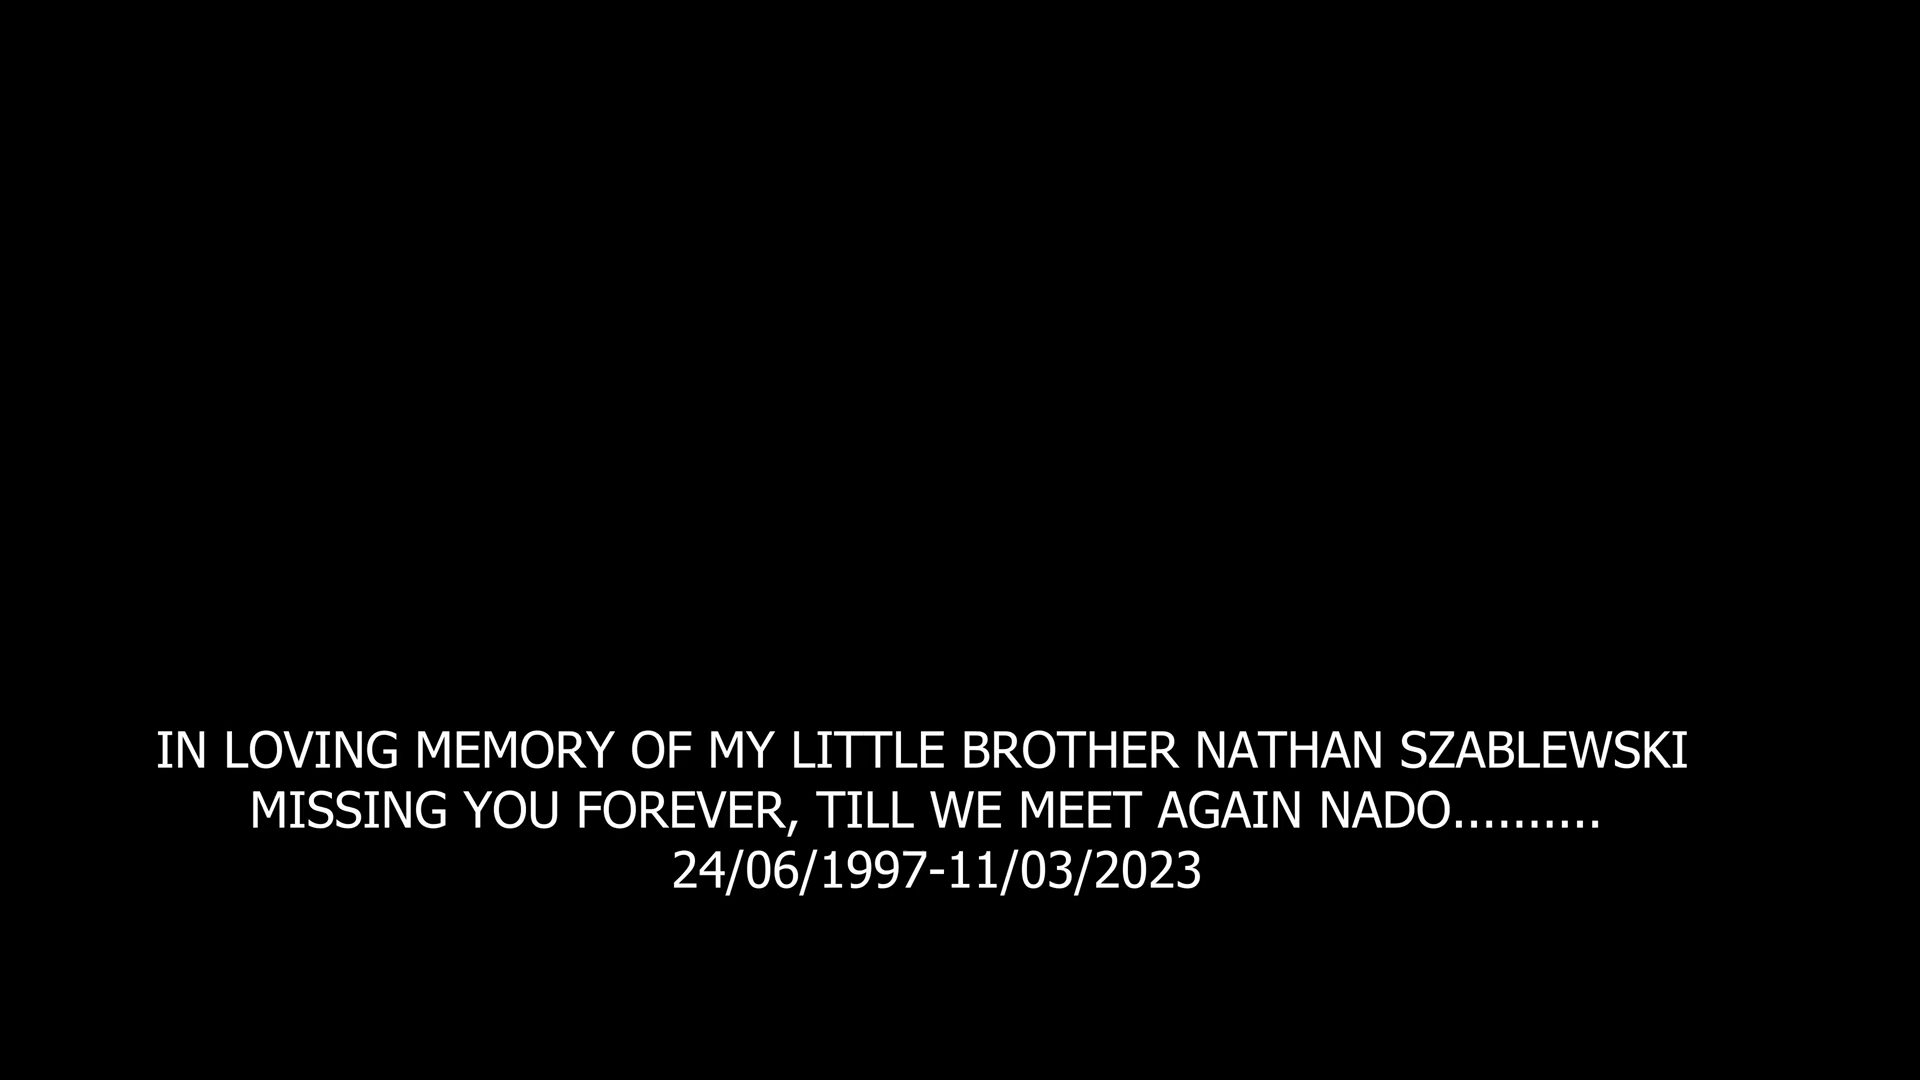 IN LOVING MEMORY OF MY LITTLE BROTHER NATHAN SZABLEWSKI
MISSING YOU FOREVER, TILL WE MEET AGAIN NADO..........
24/06/1997-11/03/2023